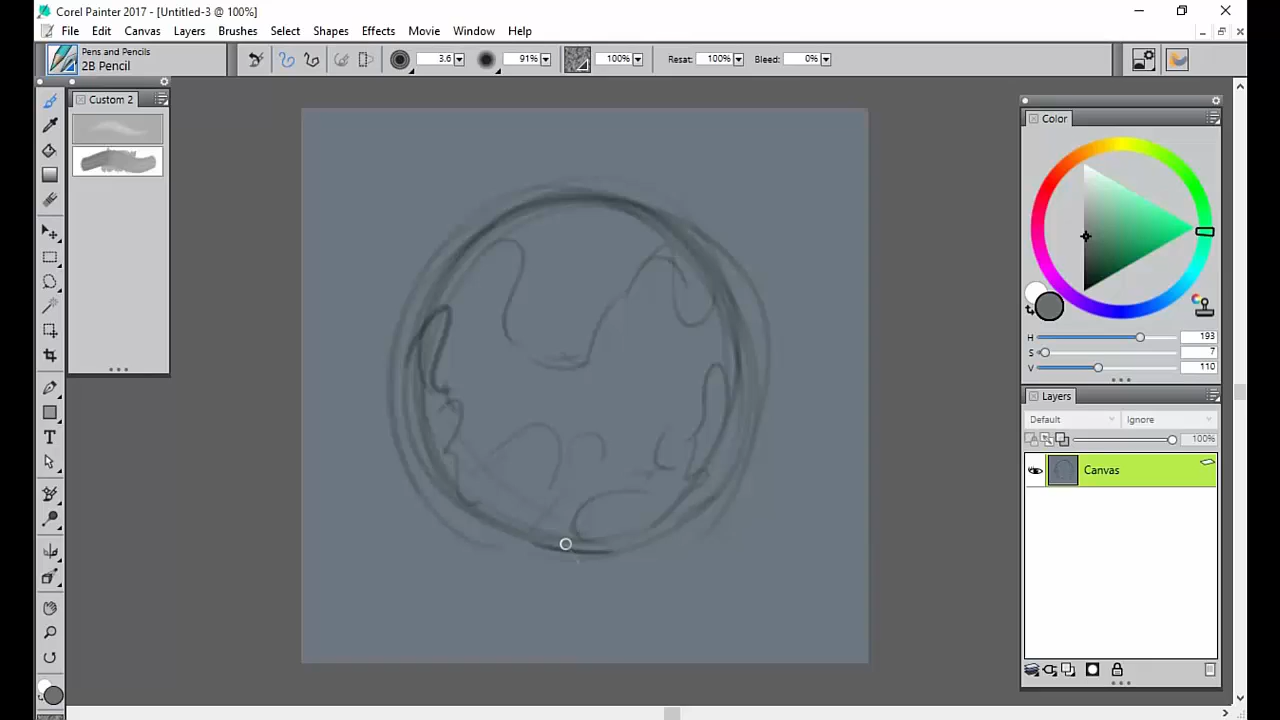 Corel Painter 2017 - [Untitled-3 @ 100%]
File Edit Canvas Layers Brushes Select Shapes Effects Movie Window Help
Pens and Pencils
2B Pencil
3.6 91% 100% Resat: 100% Bleed: 0%
Custom 2
Color
H 193
S 7
V 110
Layers
Default Ignore
100%
Canvas
T